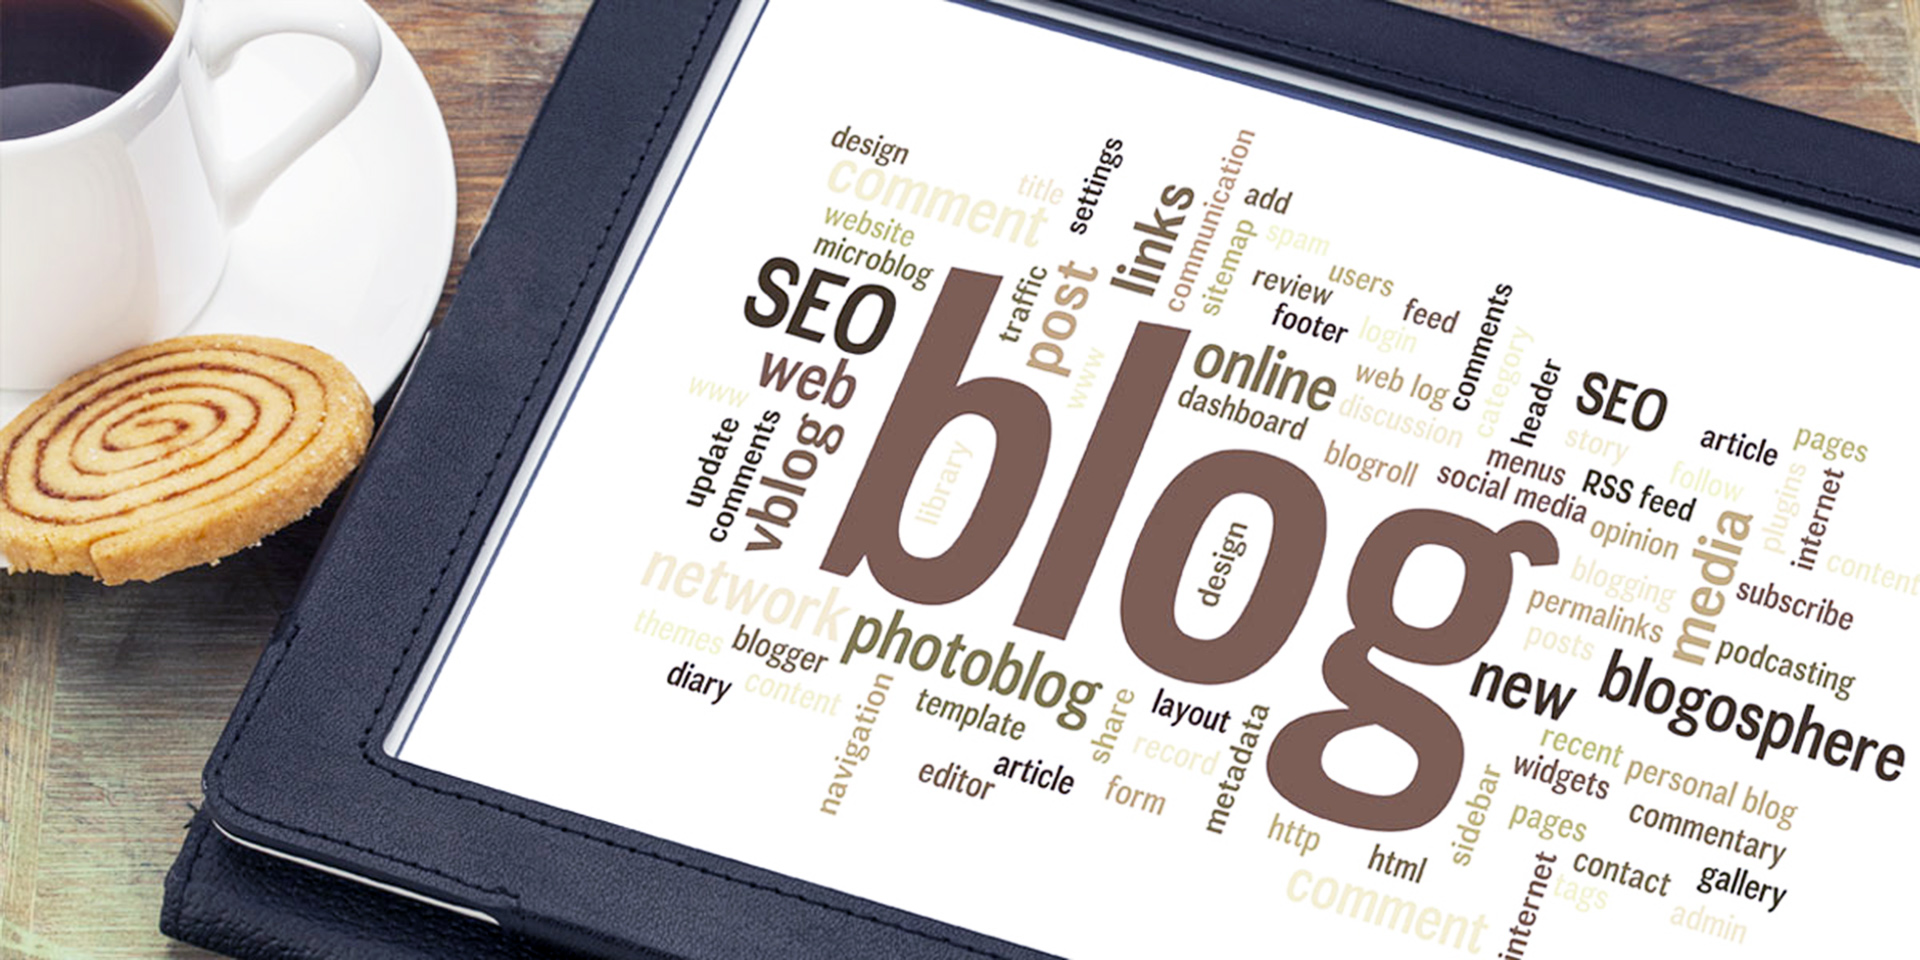 design
comment
title
settings
website
microblog
links
communication
add
sitemap
spam
SEO
traffic
post
www
review
users
footer
login
feed
comments
category
web
www
update
comments
vblog
blog
library
design
online
dashboard
web log
discussion
header
SEO
story
article
pages
blogroll
menus
social media
RSS feed
follow
plugins
internet
opinion
media
content
blogging
subscribe
permalinks
posts
podcasting
network
themes
blogger
photoblog
diary
content
navigation
template
share
layout
record
metadata
editor
article
form
new
blogosphere
recent
widgets
personal blog
sidebar
pages
commentary
http
html
comment
internet
contact
tags
gallery
admin